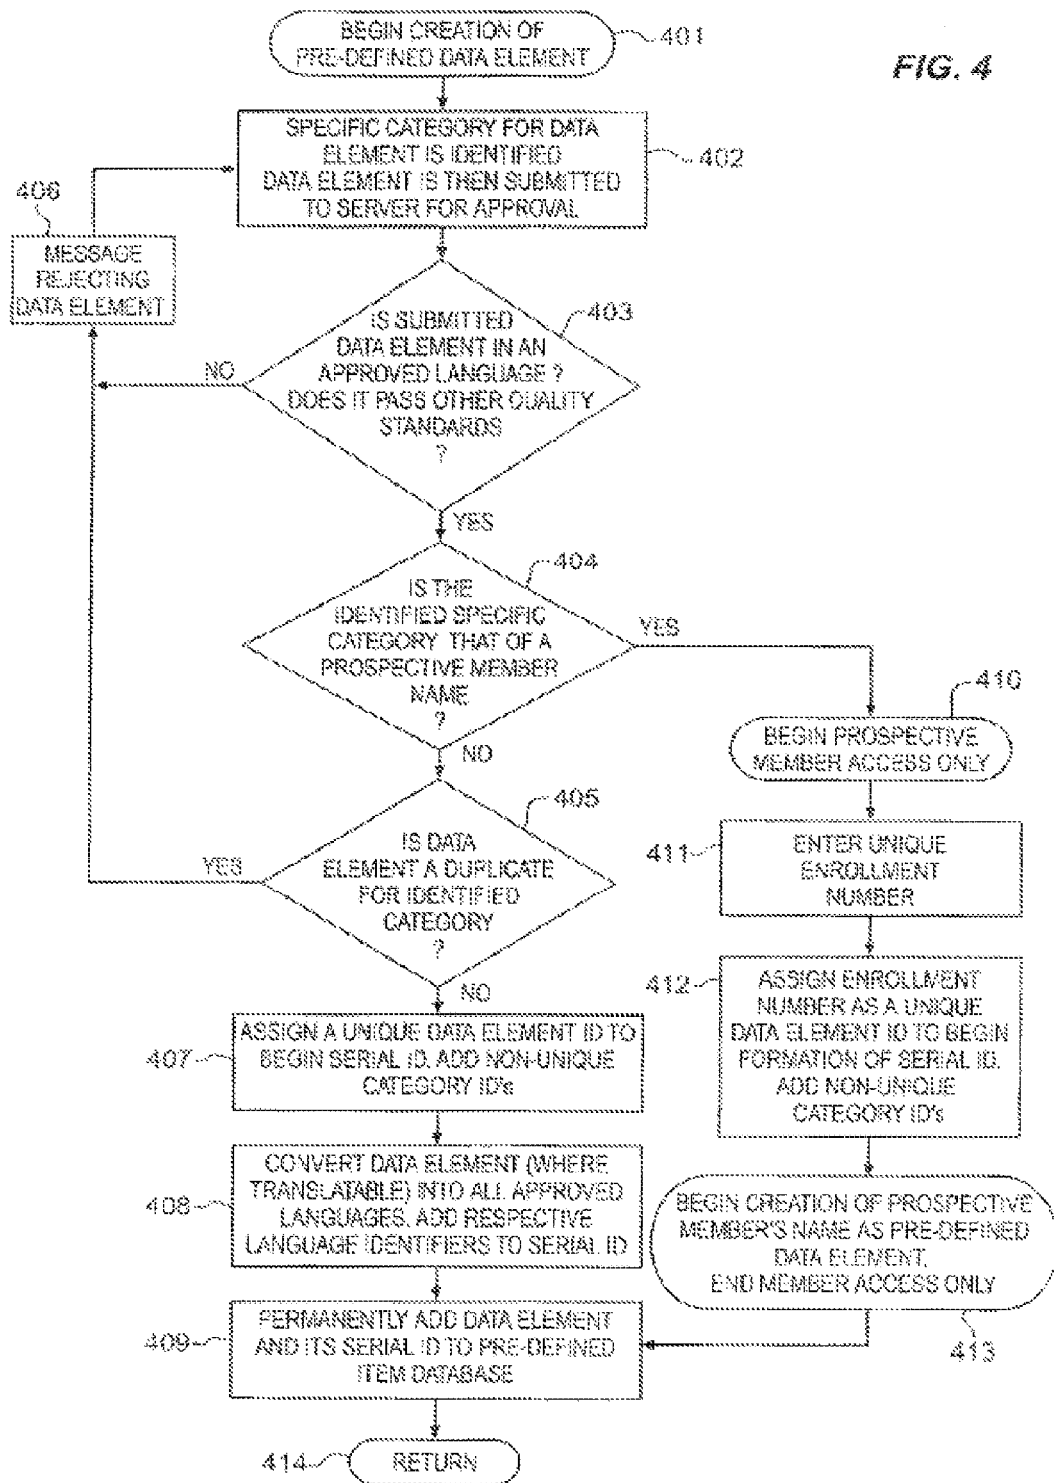 BEGIN CREATION OF
PRE-DEFINED DATA ELEMENT
401
FIG. 4
SPECIFIC CATEGORY FOR DATA
ELEMENT IS IDENTIFIED
DATA ELEMENT IS THEN SUBMITTED
TO SERVER FOR APPROVAL
402
406
MESSAGE
REJECTING
DATA ELEMENT
IS SUBMITTED
DATA ELEMENT IN AN
APPROVED LANGUAGE ?
DOES IT PASS OTHER QUALITY
STANDARDS
?
403
NO
YES
IS THE
IDENTIFIED SPECIFIC
CATEGORY THAT OF A
PROSPECTIVE MEMBER
NAME
?
404
YES
NO
410
BEGIN PROSPECTIVE
MEMBER ACCESS ONLY
IS DATA
ELEMENT A DUPLICATE
FOR IDENTIFIED
CATEGORY
?
405
YES
NO
411
ENTER UNIQUE
ENROLLMENT
NUMBER
412
ASSIGN ENROLLMENT
NUMBER AS A UNIQUE
DATA ELEMENT ID TO BEGIN
FORMATION OF SERIAL ID.
ADD NON-UNIQUE
CATEGORY ID's
ASSIGN A UNIQUE DATA ELEMENT ID TO
BEGIN SERIAL ID. ADD NON-UNIQUE
CATEGORY ID's
407
CONVERT DATA ELEMENT (WHERE
TRANSLATABLE) INTO ALL APPROVED
LANGUAGES. ADD RESPECTIVE
LANGUAGE IDENTIFIERS TO SERIAL ID
408
BEGIN CREATION OF PROSPECTIVE
MEMBER'S NAME AS PRE-DEFINED
DATA ELEMENT.
END MEMBER ACCESS ONLY
413
PERMANENTLY ADD DATA ELEMENT
AND ITS SERIAL ID TO PRE-DEFINED
ITEM DATABASE
409
414
RETURN